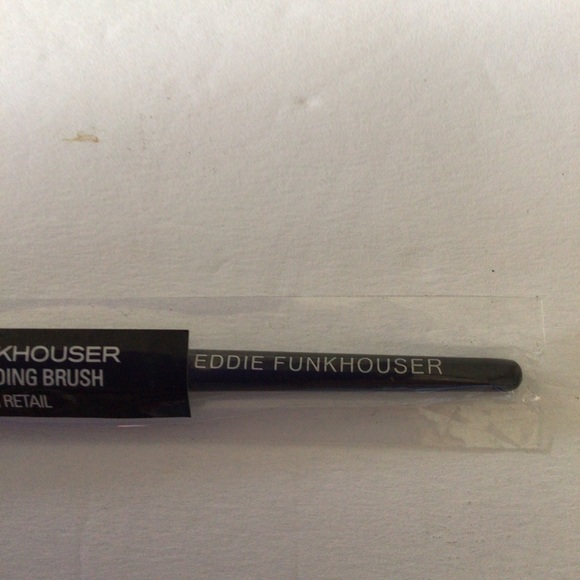 KHOUSER
DING BRUSH
RETAIL
EDDIE FUNKHOUSER